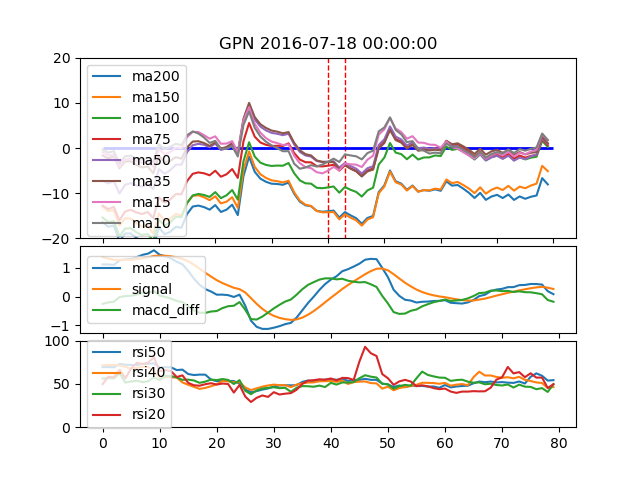 GPN 2016-07-18 00:00:00
20
10
0
−10
−20
ma200
ma150
ma100
ma75
ma50
ma35
ma15
ma10
1
0
−1
macd
signal
macd_diff
100
50
0
rsi50
rsi40
rsi30
rsi20
0 10 20 30 40 50 60 70 80